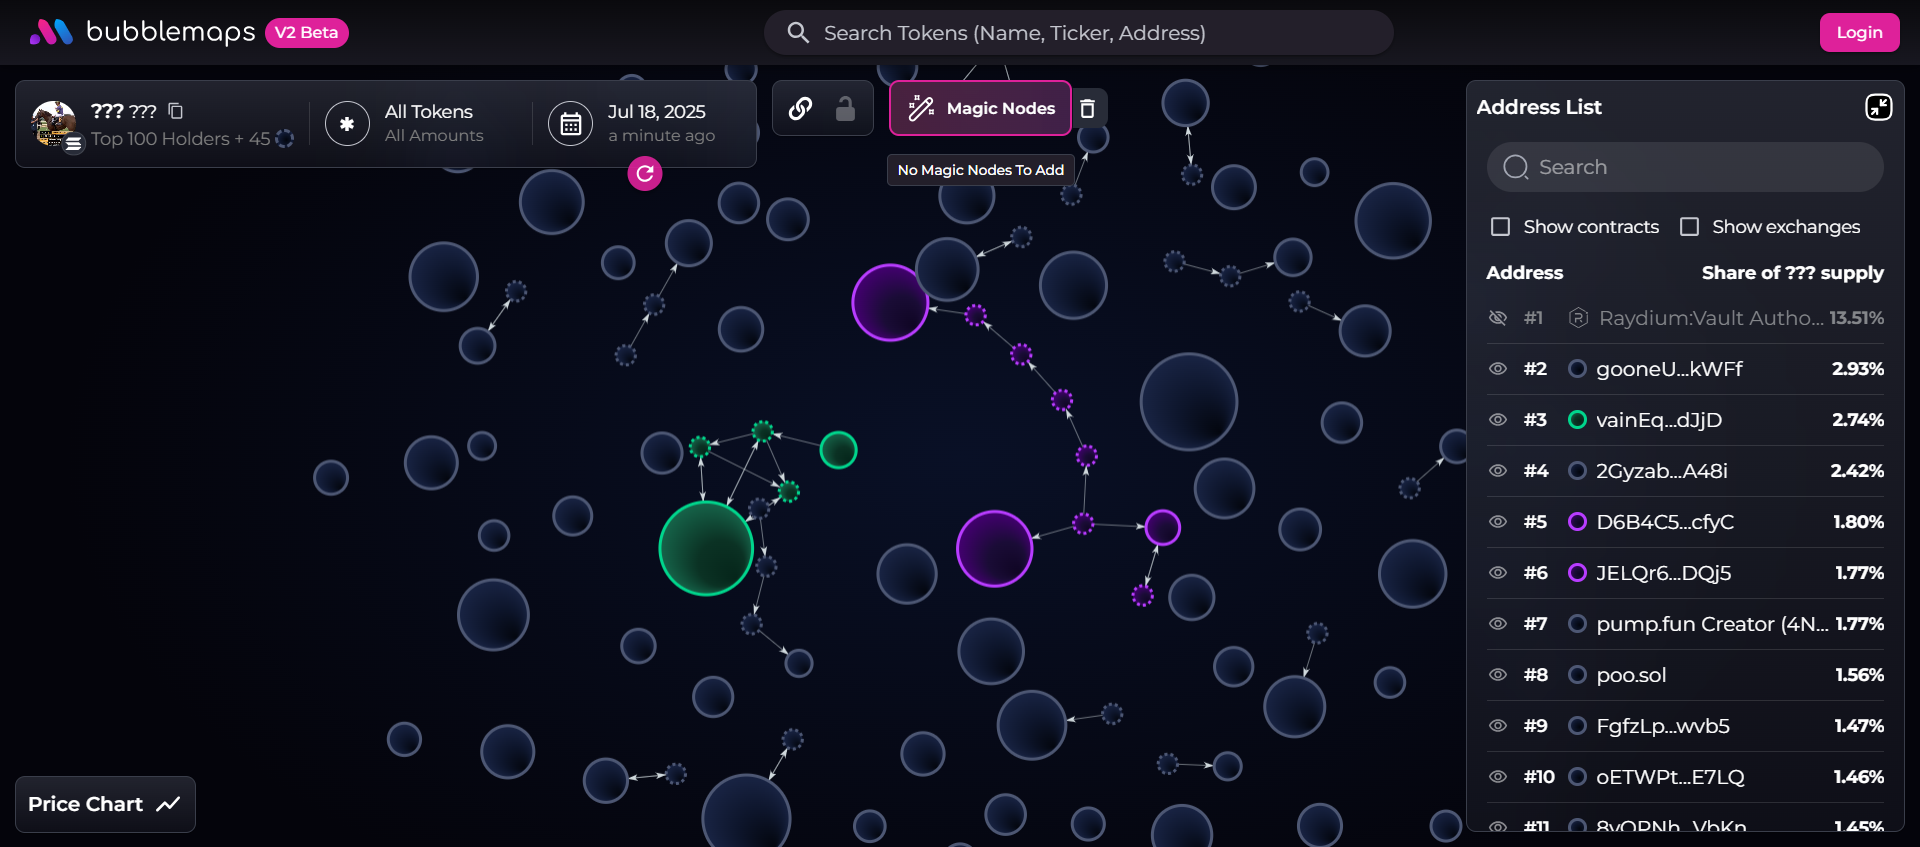 bubblemaps V2 Beta
Search Tokens (Name, Ticker, Address)
Login
??? ???
Top 100 Holders + 45
All Tokens
All Amounts
Jul 18, 2025
a minute ago
Magic Nodes
No Magic Nodes To Add
Address List
Search
Show contracts
Show exchanges
Address Share of ??? supply
#1 Raydium:Vault Autho... 13.51%
#2 gooneU...kWFf 2.93%
#3 vainEq...dJjD 2.74%
#4 2Gyzab...A48i 2.42%
#5 D6B4C5...cfyC 1.80%
#6 JELQr6...DQj5 1.77%
#7 pump.fun Creator (4N... 1.77%
#8 poo.sol 1.56%
#9 FgfzLp...wvb5 1.47%
#10 oETWPt...E7LQ 1.46%
#11 1.45%
Price Chart